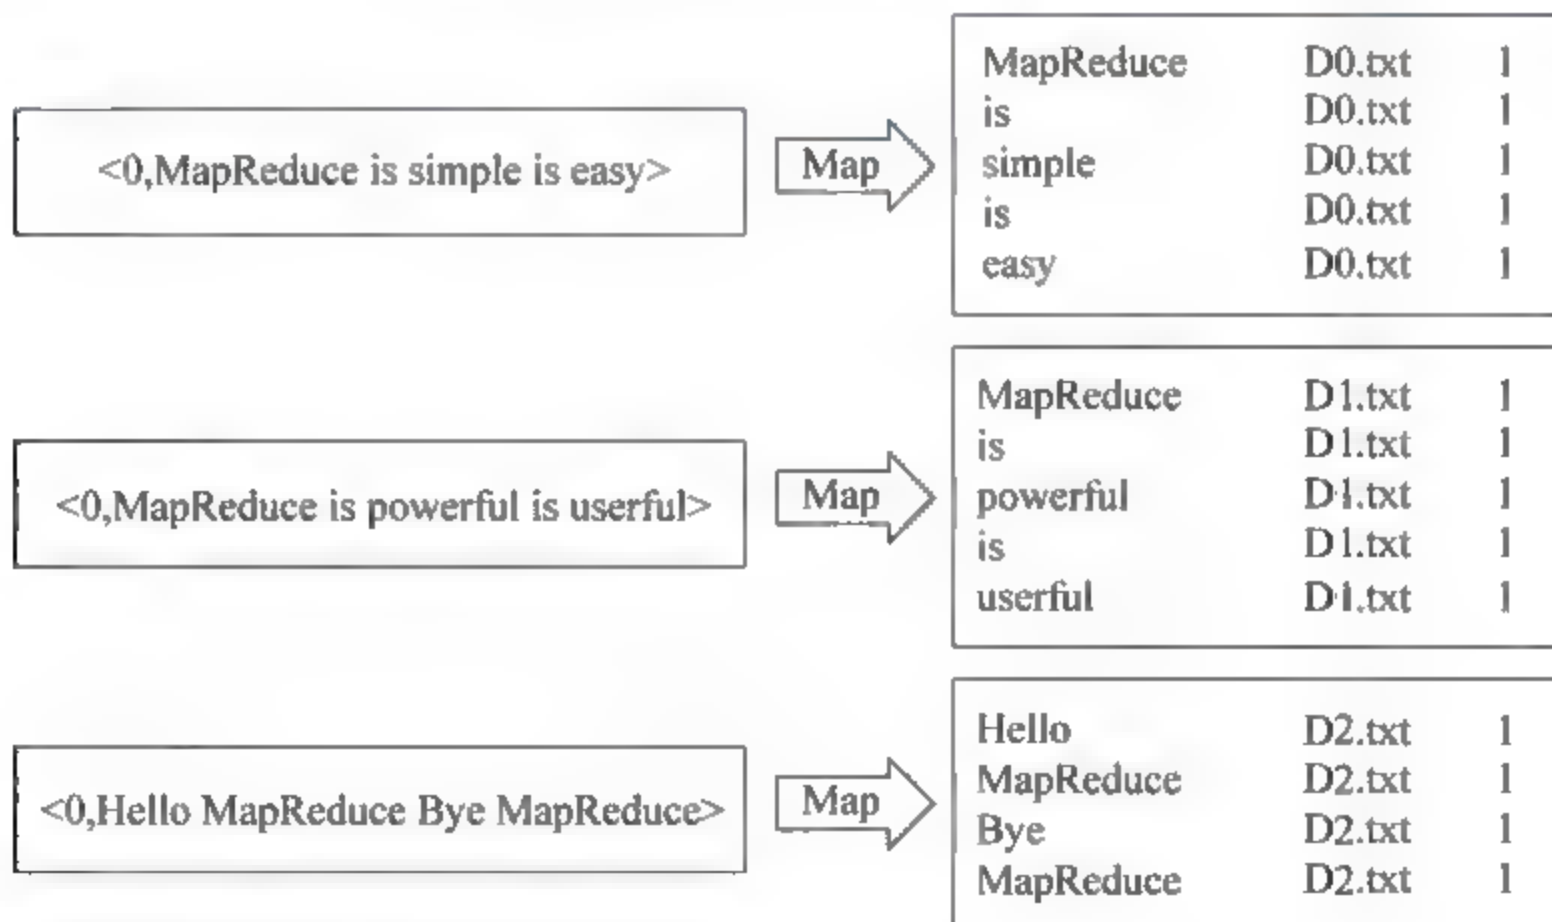 <0,MapReduce is simple is easy>
Map
MapReduce D0.txt 1
is D0.txt 1
simple D0.txt 1
is D0.txt 1
easy D0.txt 1
<0,MapReduce is powerful is userful>
Map
MapReduce D1.txt 1
is D1.txt 1
powerful D1.txt 1
is D1.txt 1
userful D1.txt 1
<0,Hello MapReduce Bye MapReduce>
Map
Hello D2.txt 1
MapReduce D2.txt 1
Bye D2.txt 1
MapReduce D2.txt 1